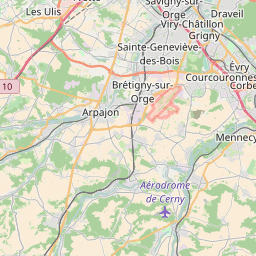 Savigny-sur-
Orge
Draveil
Viry-Châtillon
Les Ulis
Grigny
Sainte-Geneviève
-des-Bois
Évry
Courcouronnes
Brétigny-sur-
Orge
10
Arpajon
Mennecy
Aérodrome
de Cerny